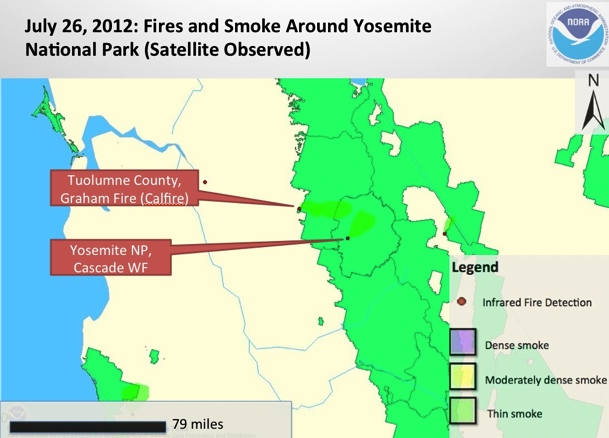 July 26, 2012: Fires and Smoke Around Yosemite
National Park (Satellite Observed)
NOAA
N
Tuolumne County,
Graham Fire (Calfire)
Yosemite NP,
Cascade WF
Legend
Infrared Fire Detection
Dense smoke
Moderately dense smoke
Thin smoke
79 miles